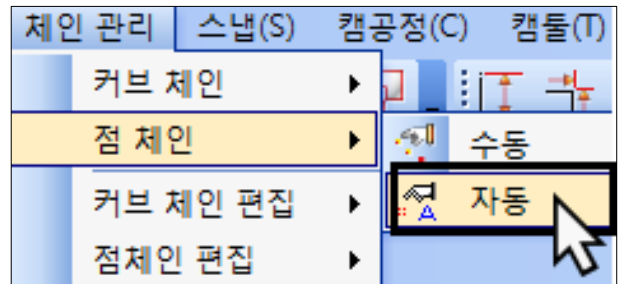 체인 관리 스냅(S) 캠공정(C) 캠툴(T)
커브 체인
점 체인
수동
커브 체인 편집
자동
점체인 편집